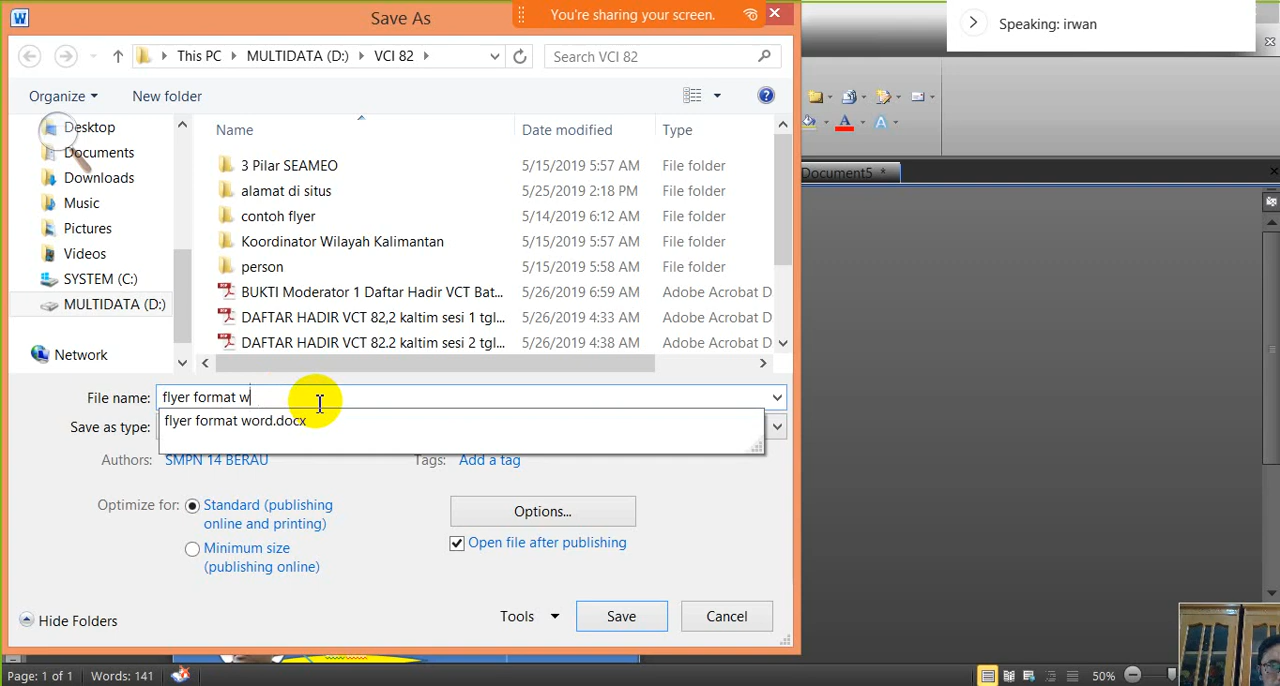 Save As
You're sharing your screen.
Speaking: irwan
This PC
MULTIDATA (D:)
VCI 82
Search VCI 82
Organize
New folder
Name
Date modified
Type
Desktop
Documents
Downloads
Music
Pictures
Videos
SYSTEM (C:)
MULTIDATA (D:)
Network
3 Pilar SEAMEO 5/15/2019 5:57 AM File folder
alamat di situs 5/25/2019 2:18 PM File folder
contoh flyer 5/14/2019 6:12 AM File folder
Koordinator Wilayah Kalimantan 5/15/2019 5:57 AM File folder
person 5/15/2019 5:58 AM File folder
BUKTI Moderator 1 Daftar Hadir VCT Bat... 5/26/2019 6:59 AM Adobe Acrobat D
DAFTAR HADIR VCT 82,2 kaltim sesi 1 tgl... 5/26/2019 4:33 AM Adobe Acrobat D
DAFTAR HADIR VCT 82.2 kaltim sesi 2 tgl... 5/26/2019 4:38 AM Adobe Acrobat D
Document5 *
File name: flyer format w
flyer format word.docx
Save as type:
Authors: SMPN 14 BERAU
Tags: Add a tag
Optimize for:
Standard (publishing
online and printing)
Minimum size
(publishing online)
Options...
Open file after publishing
Hide Folders
Tools
Save
Cancel
Page: 1 of 1
Words: 141
50%